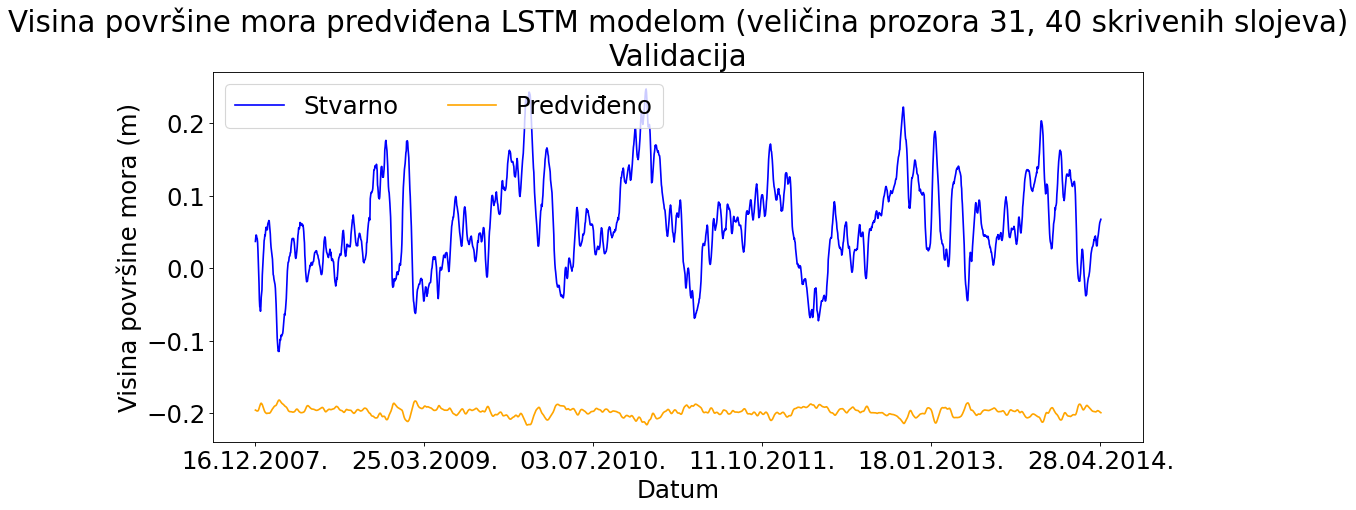 Visina površine mora predviđena LSTM modelom (veličina prozora 31, 40 skrivenih slojeva)
Validacija
Stvarno Predviđeno
Visina površine mora (m)
0.2
0.1
0.0
−0.1
−0.2
16.12.2007. 25.03.2009. 03.07.2010. 11.10.2011. 18.01.2013. 28.04.2014.
Datum